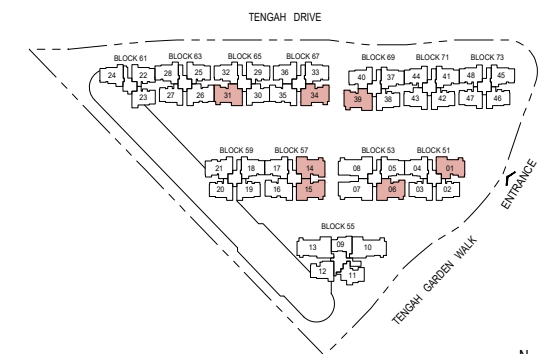 TENGAH DRIVE
BLOCK 61 BLOCK 63 BLOCK 65 BLOCK 67 BLOCK 69 BLOCK 71 BLOCK 73
24 22 28 25 32 29 36 33 40 37 44 41 48 45
23 27 26 31 30 35 34 39 38 43 42 47 46
BLOCK 59 BLOCK 57 BLOCK 53 BLOCK 51
21 18 17 14 08 05 04 01
20 19 16 15 07 06 03 02
ENTRANCE
BLOCK 55
13 09 10
12 11
TENGAH GARDEN WALK
N